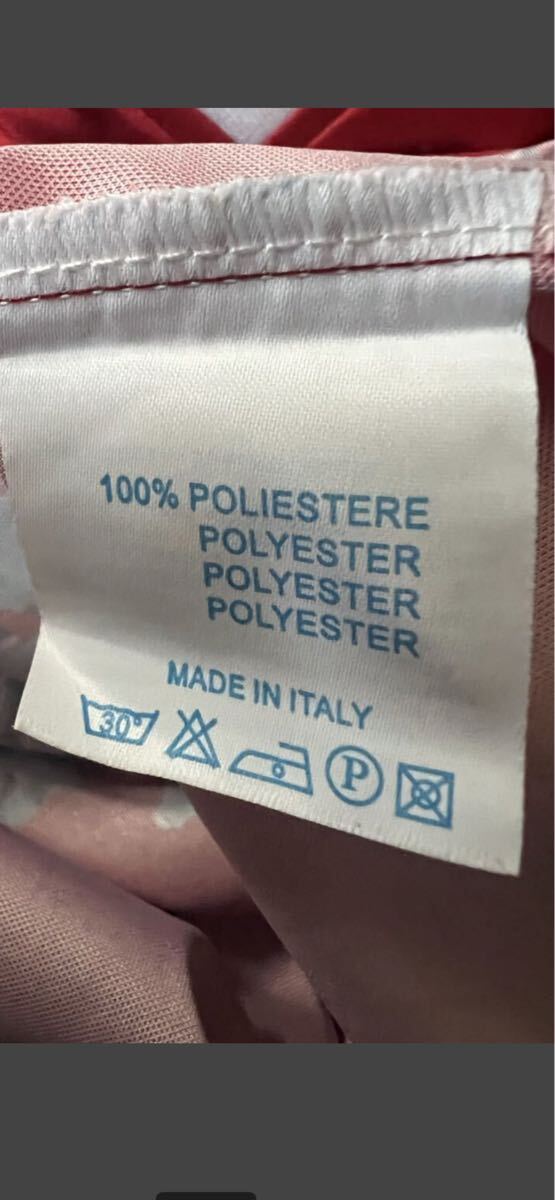 100% POLIESTERE
POLYESTER
POLYESTER
POLYESTER
MADE IN ITALY
30°
P